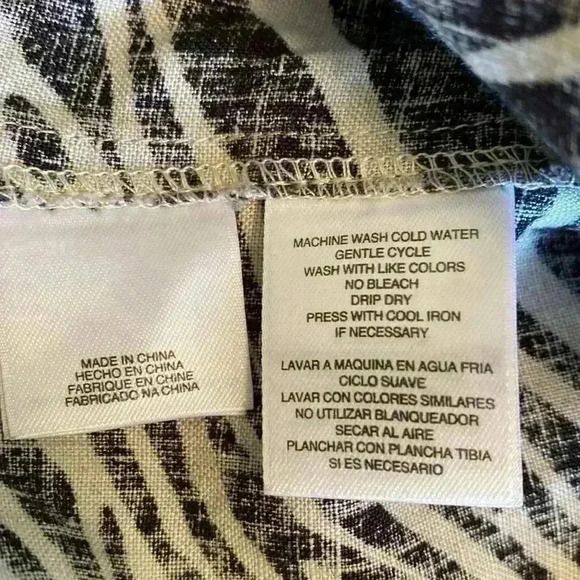 MADE IN CHINA
HECHO EN CHINA
FABRIQUE EN CHINE
FABRICADO NA CHINA
MACHINE WASH COLD WATER
GENTLE CYCLE
WASH WITH LIKE COLORS
NO BLEACH
DRIP DRY
PRESS WITH COOL IRON
IF NECESSARY
LAVAR A MAQUINA EN AGUA FRIA
CICLO SUAVE
LAVAR CON COLORES SIMILARES
NO UTILIZAR BLANQUEADOR
SECAR AL AIRE
PLANCHAR CON PLANCHA TIBIA
SI ES NECESARIO